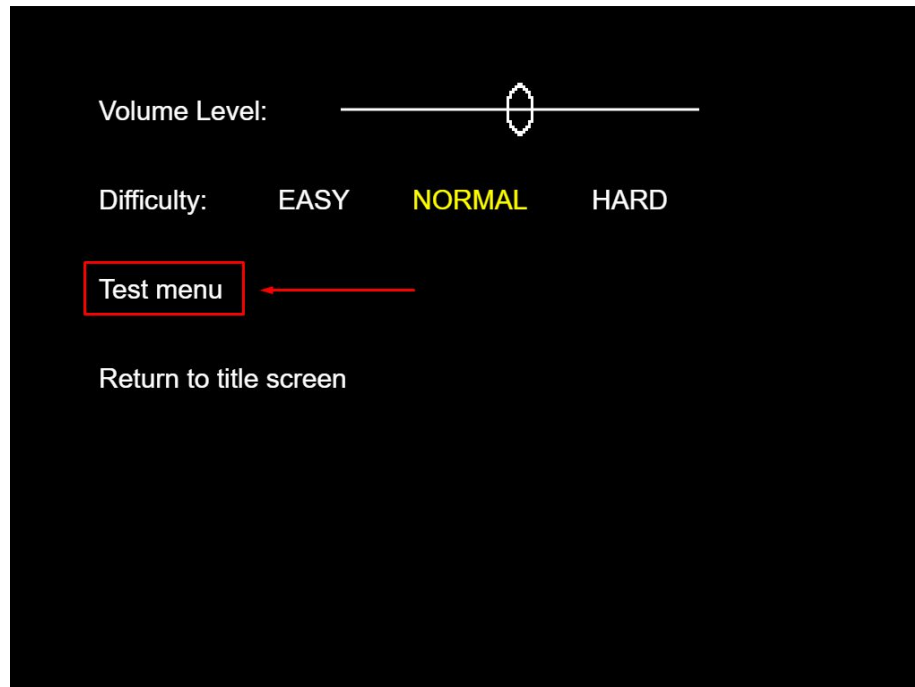 Volume Level:
Difficulty: EASY NORMAL HARD
Test menu
Return to title screen